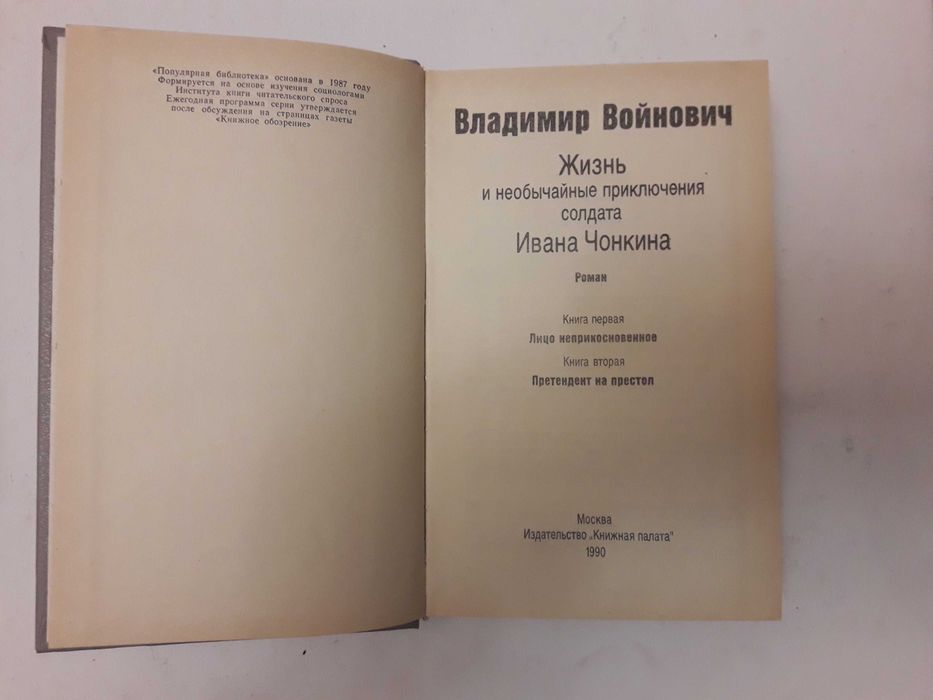 «Популярная библиотека» основана в 1987 году
Формируется на основе изучения социологами
Института книги читательского спроса
Ежегодная программа серии утверждается
после обсуждения на страницах газеты
«Книжное обозрение»
Владимир Войнович
Жизнь
и необычайные приключения
солдата
Ивана Чонкина
Роман
Книга первая
Лицо неприкосновенное
Книга вторая
Претендент на престол
Москва
Издательство „Книжная палата"
1990